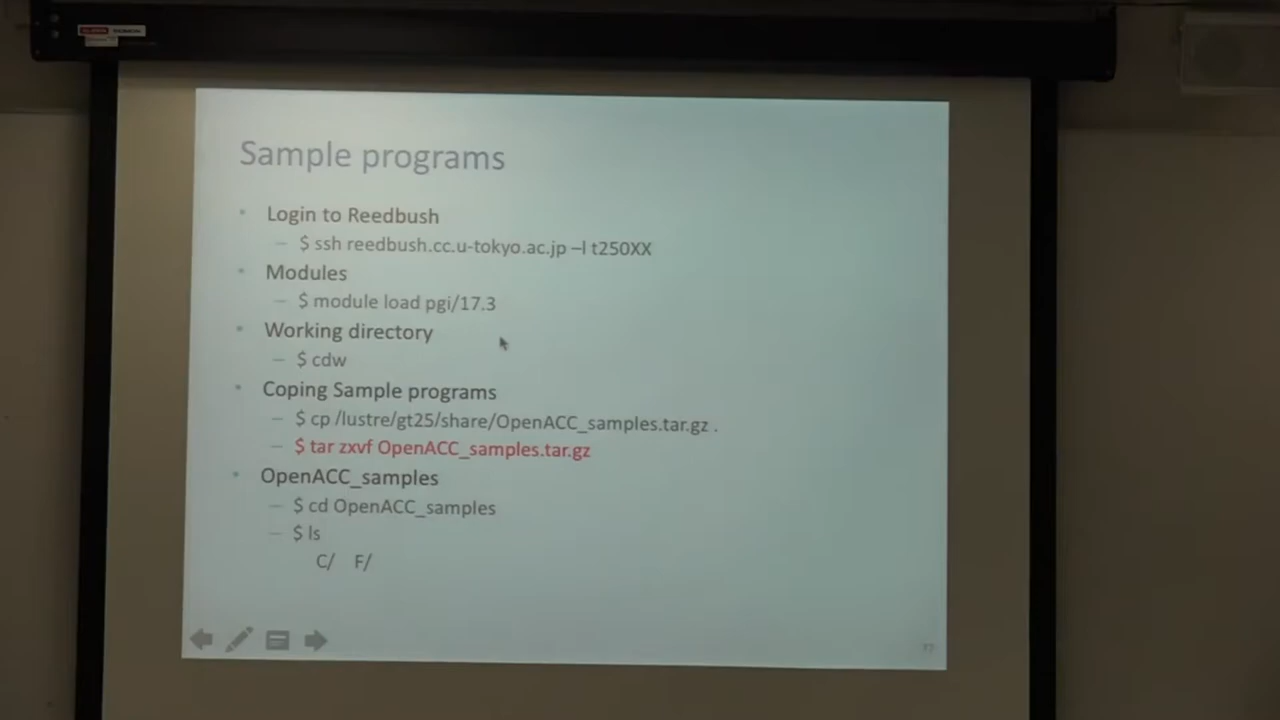 Sample programs
• Login to Reedbush
– $ ssh reedbush.cc.u-tokyo.ac.jp –l t250XX
• Modules
– $ module load pgi/17.3
• Working directory
– $ cdw
• Coping Sample programs
– $ cp /lustre/gt25/share/OpenACC_samples.tar.gz .
– $ tar zxvf OpenACC_samples.tar.gz
• OpenACC_samples
– $ cd OpenACC_samples
– $ ls
C/ F/